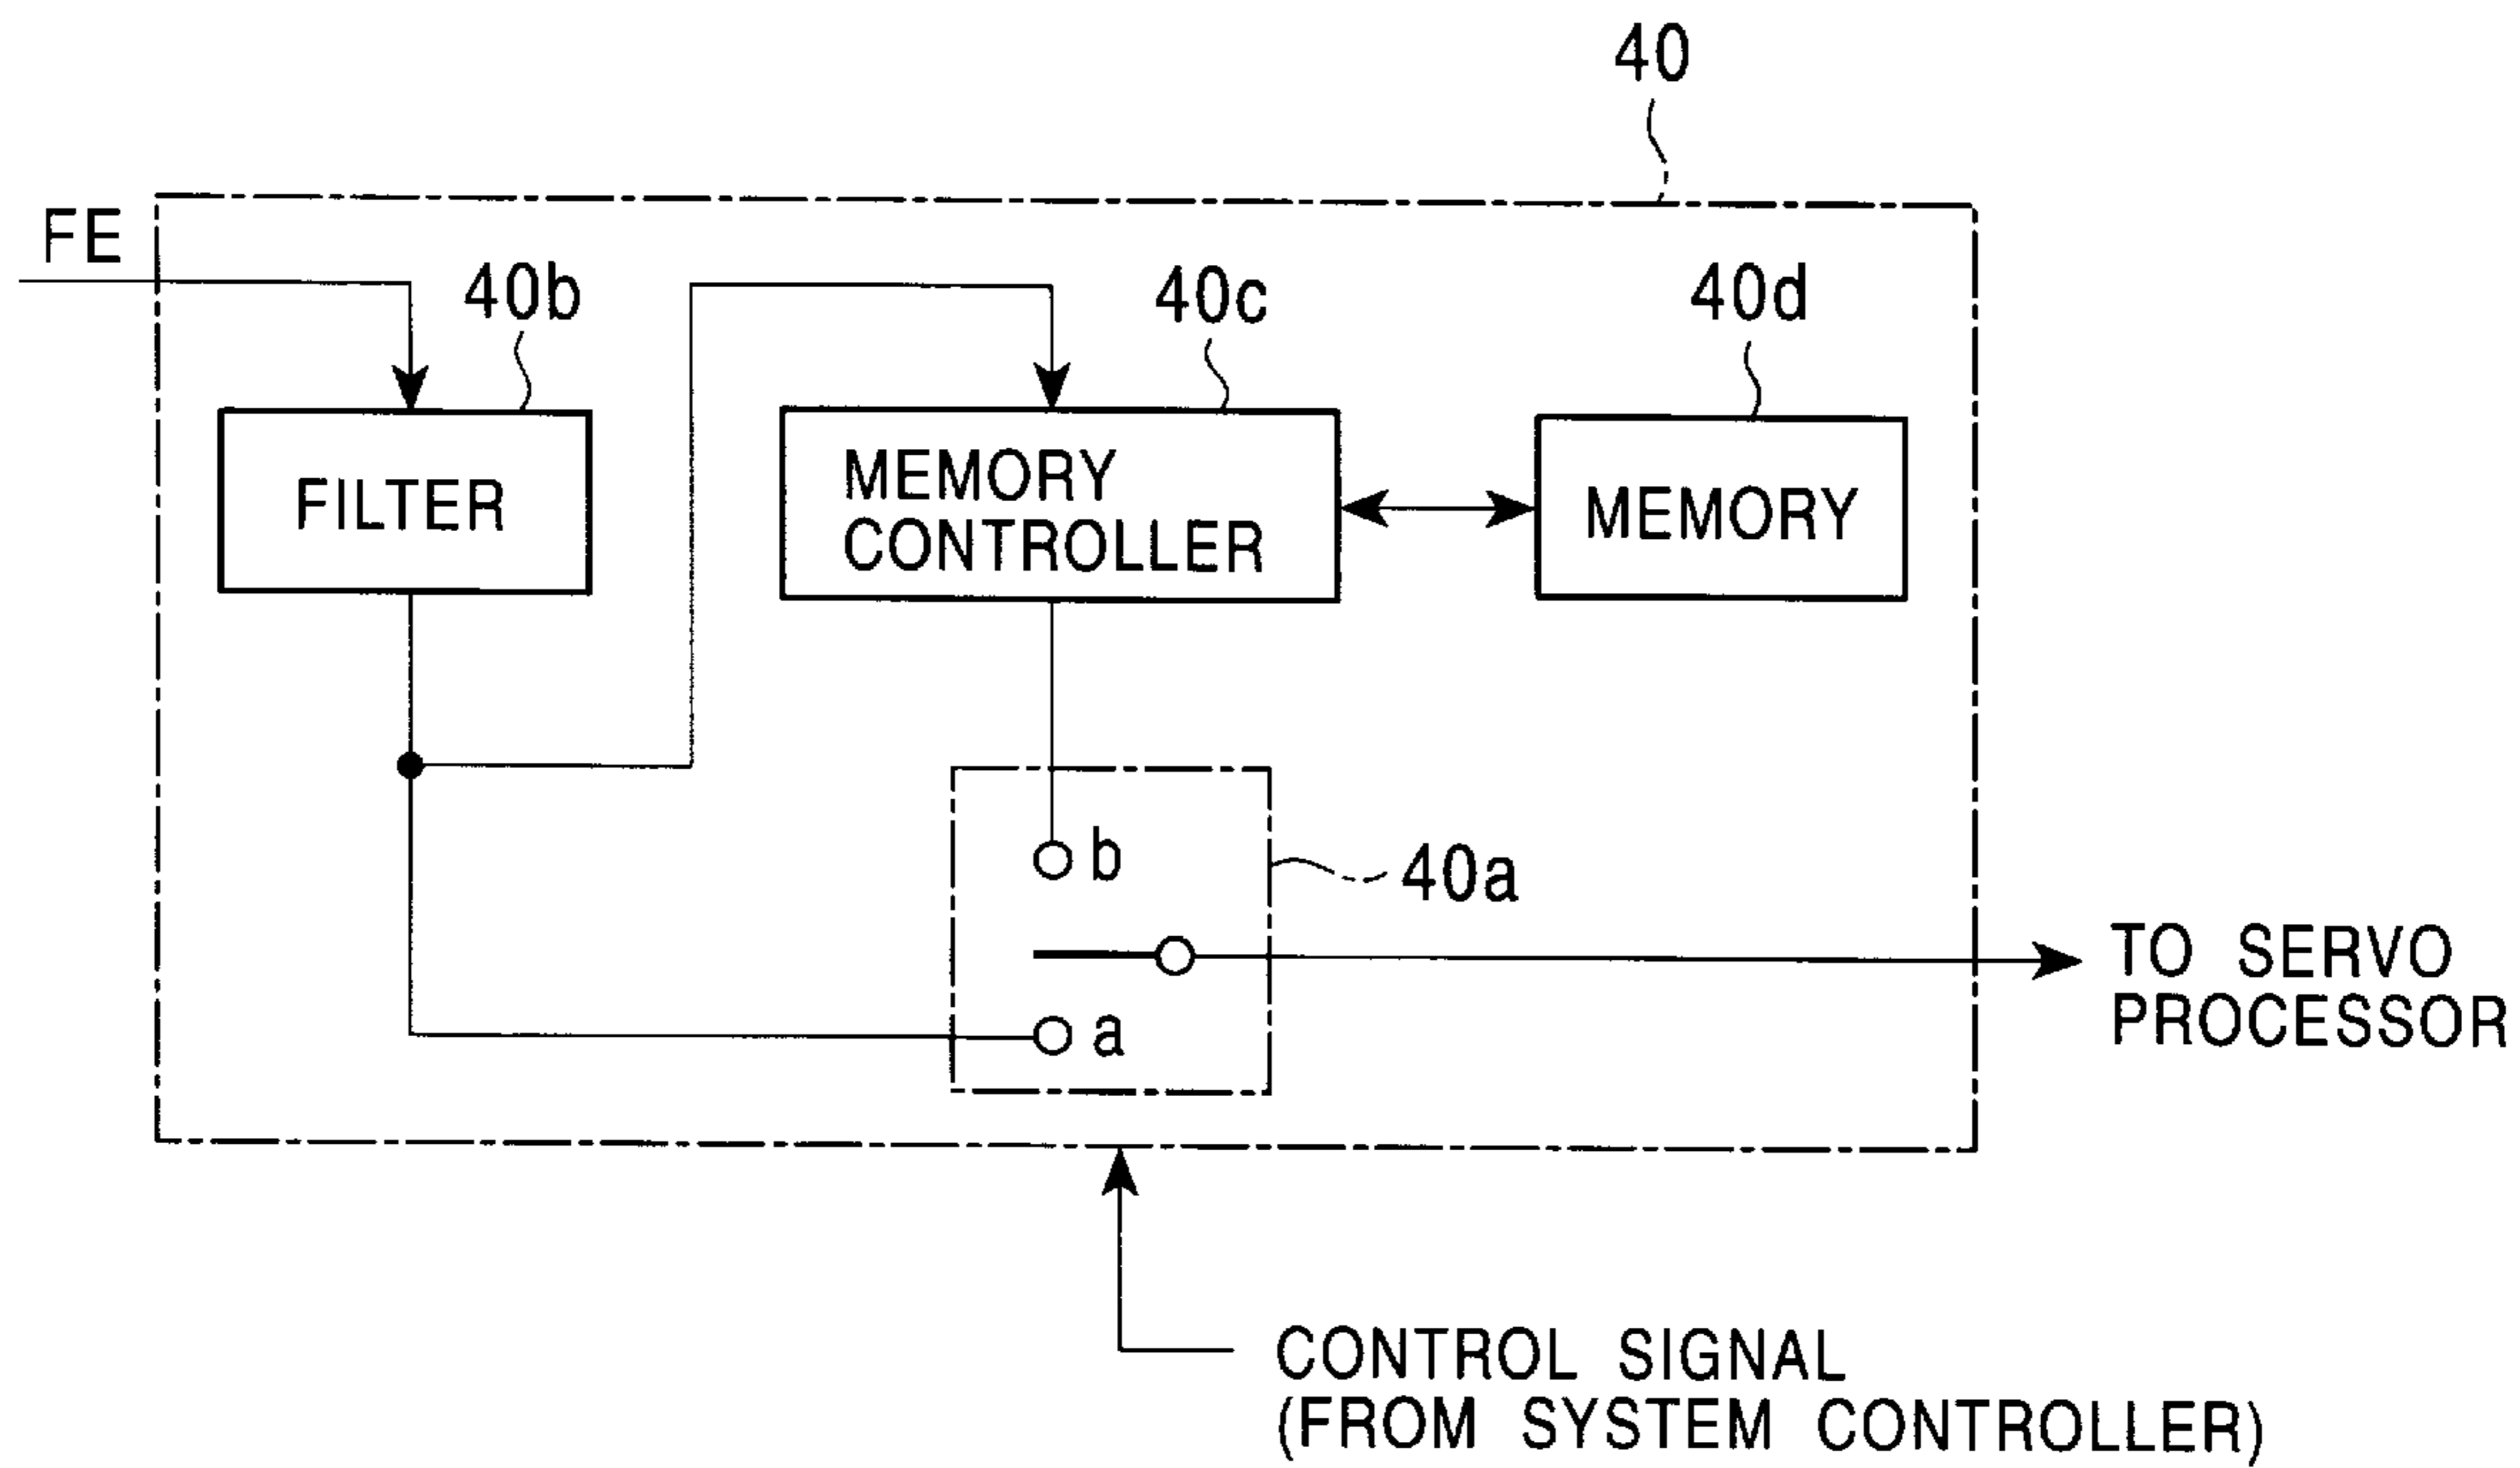 40
FE
40b
40c
40d
FILTER
MEMORY
CONTROLLER
MEMORY
b
40a
a
TO SERVO
PROCESSOR
CONTROL SIGNAL
(FROM SYSTEM CONTROLLER)